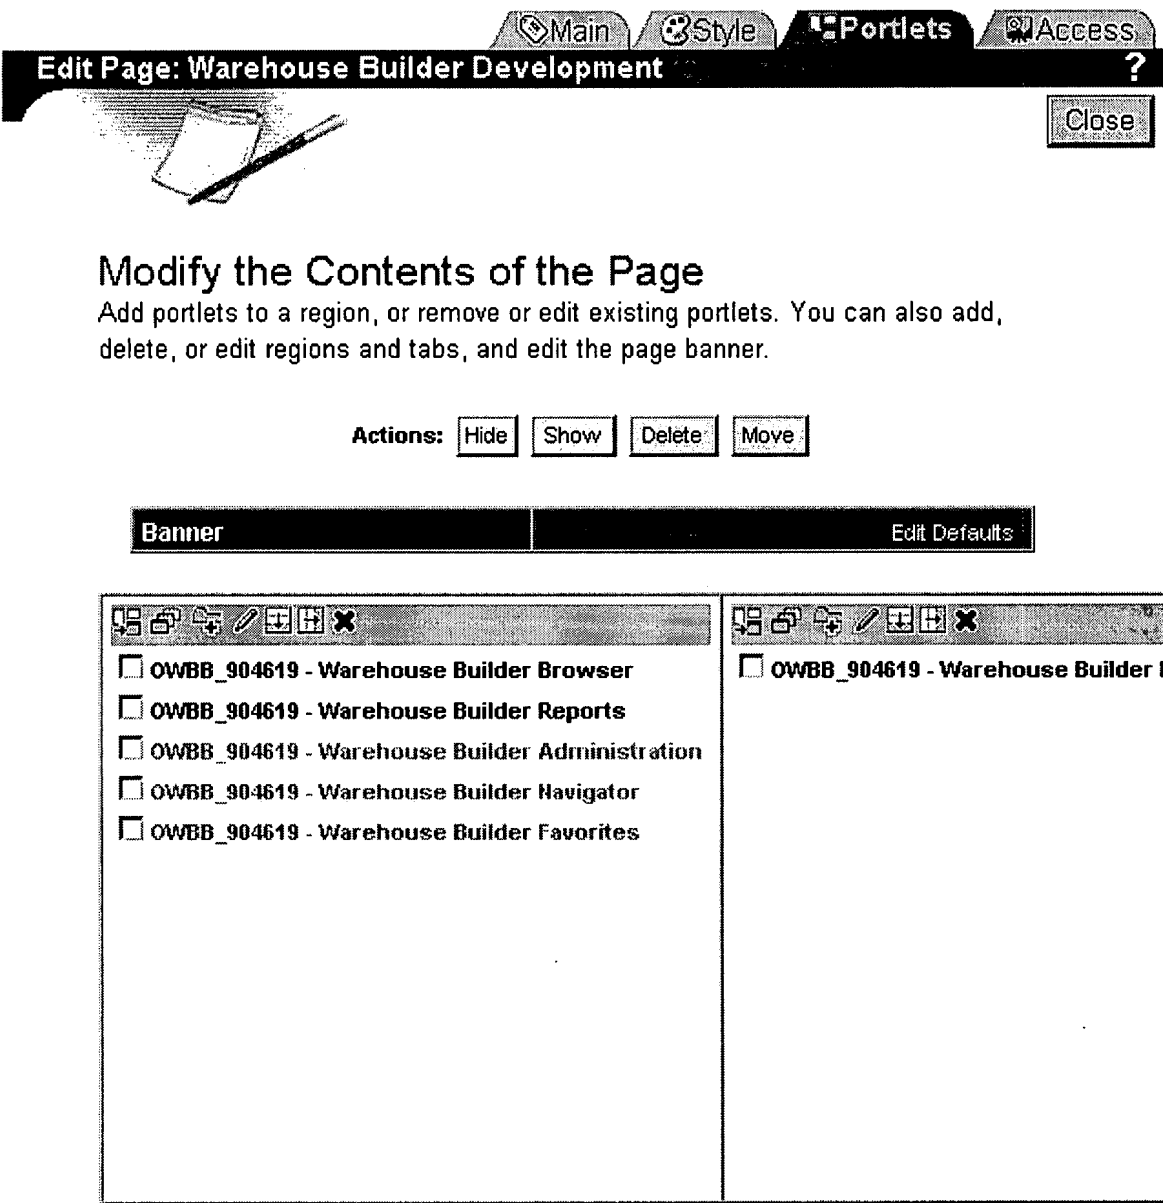 Main Style Portlets Access
Edit Page: Warehouse Builder Development ?
Close
Modify the Contents of the Page
Add portlets to a region, or remove or edit existing portlets. You can also add,
delete, or edit regions and tabs, and edit the page banner.
Actions: Hide Show Delete Move
Banner Edit Defaults
OWBB_904619 - Warehouse Builder Browser
OWBB_904619 - Warehouse Builder Reports
OWBB_904619 - Warehouse Builder Administration
OWBB_904619 - Warehouse Builder Navigator
OWBB_904619 - Warehouse Builder Favorites
OWBB_904619 - Warehouse Builder